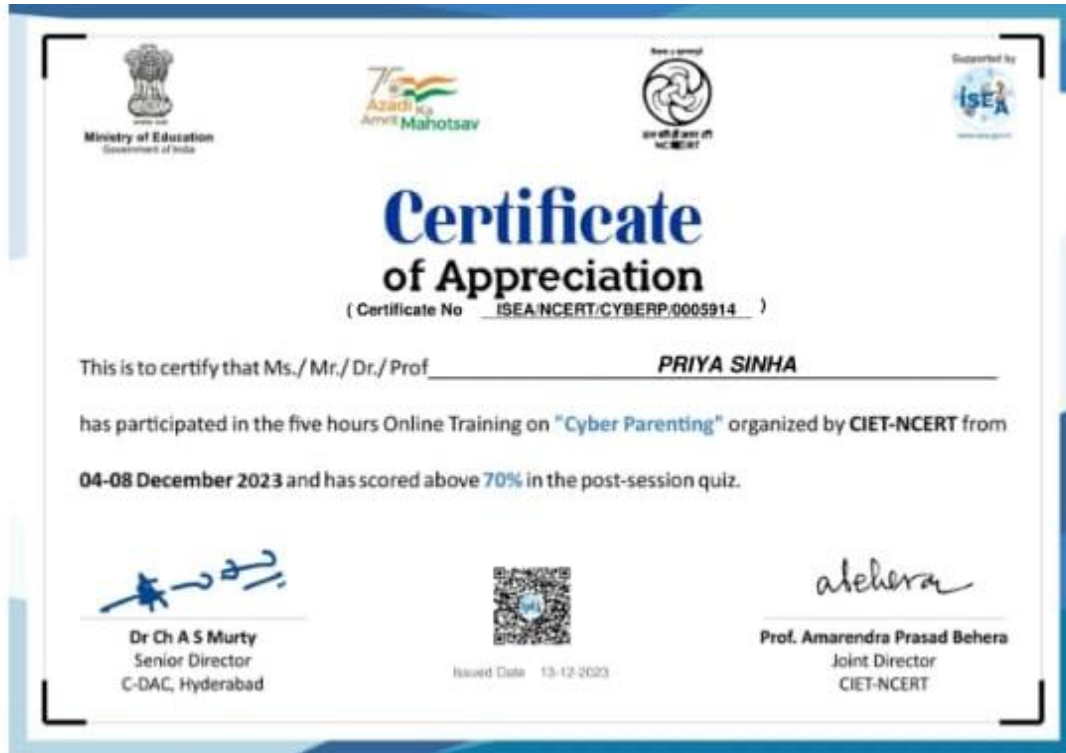 Ministry of Education
Government of India
75
Azadi Ka
Amrit Mahotsav
एन सी ई आर टी
NCERT
Supported by
ISEA
Certificate
of Appreciation
( Certificate No ISEA/NCERT/CYBERP/0005914 )
This is to certify that Ms./ Mr./ Dr./ Prof PRIYA SINHA
has participated in the five hours Online Training on "Cyber Parenting" organized by CIET-NCERT from
04-08 December 2023 and has scored above 70% in the post-session quiz.
Dr Ch A S Murty
Senior Director
C-DAC, Hyderabad
Issued Date 13-12-2023
Prof. Amarendra Prasad Behera
Joint Director
CIET-NCERT